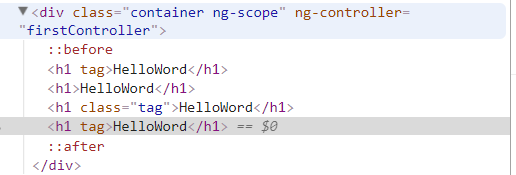 ▼<div class="container ng-scope" ng-controller=
"firstController">
::before
<h1 tag>HelloWord</h1>
<h1>HelloWord</h1>
<h1 class="tag">HelloWord</h1>
<h1 tag>HelloWord</h1> == $0
::after
</div>